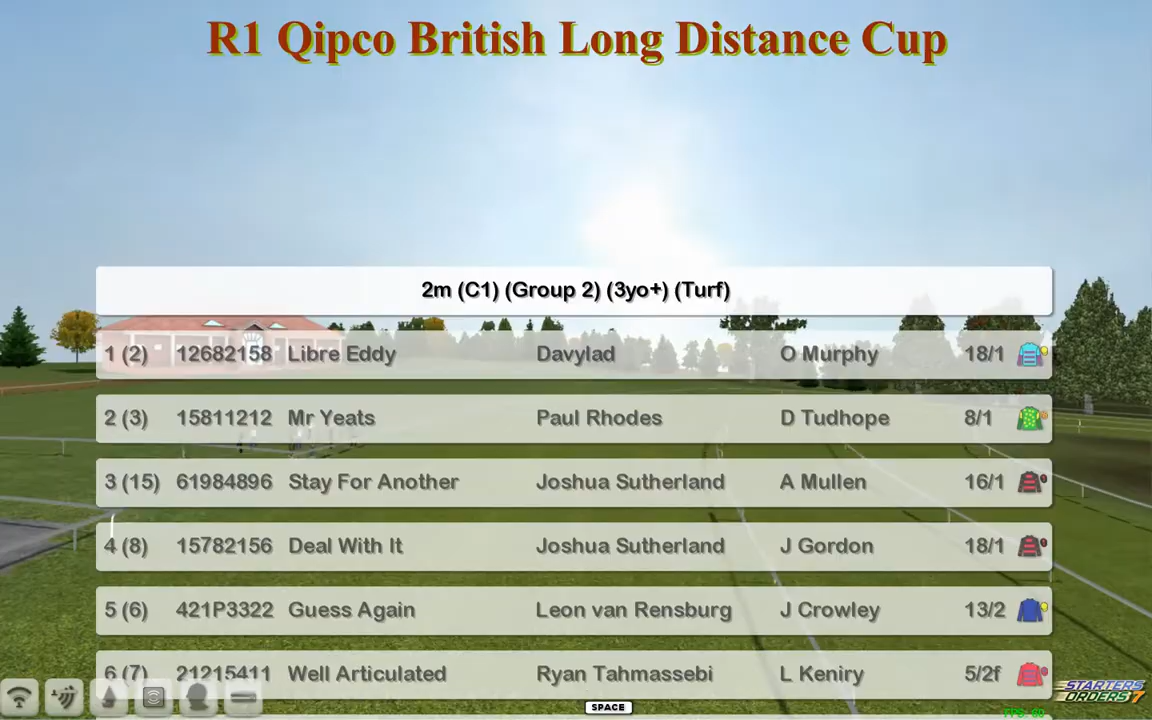 R1 Qipco British Long Distance Cup
2m (C1) (Group 2) (3yo+) (Turf)
1 (2) 12682158 Libre Eddy Davylad O Murphy 18/1
2 (3) 15811212 Mr Yeats Paul Rhodes D Tudhope 8/1
3 (15) 61984896 Stay For Another Joshua Sutherland A Mullen 16/1
4 (8) 15782156 Deal With It Joshua Sutherland J Gordon 18/1
5 (6) 421P3322 Guess Again Leon van Rensburg J Crowley 13/2
6 (7) 21215411 Well Articulated Ryan Tahmassebi L Keniry 5/2f
STARTERS
ORDERS 7
SPACE
FPS: 60